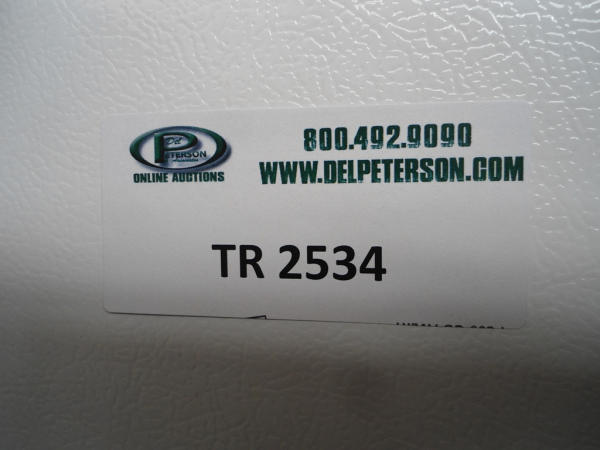 Del
PETERSON
ONLINE AUCTIONS
800.492.9090
WWW.DELPETERSON.COM
TR 2534